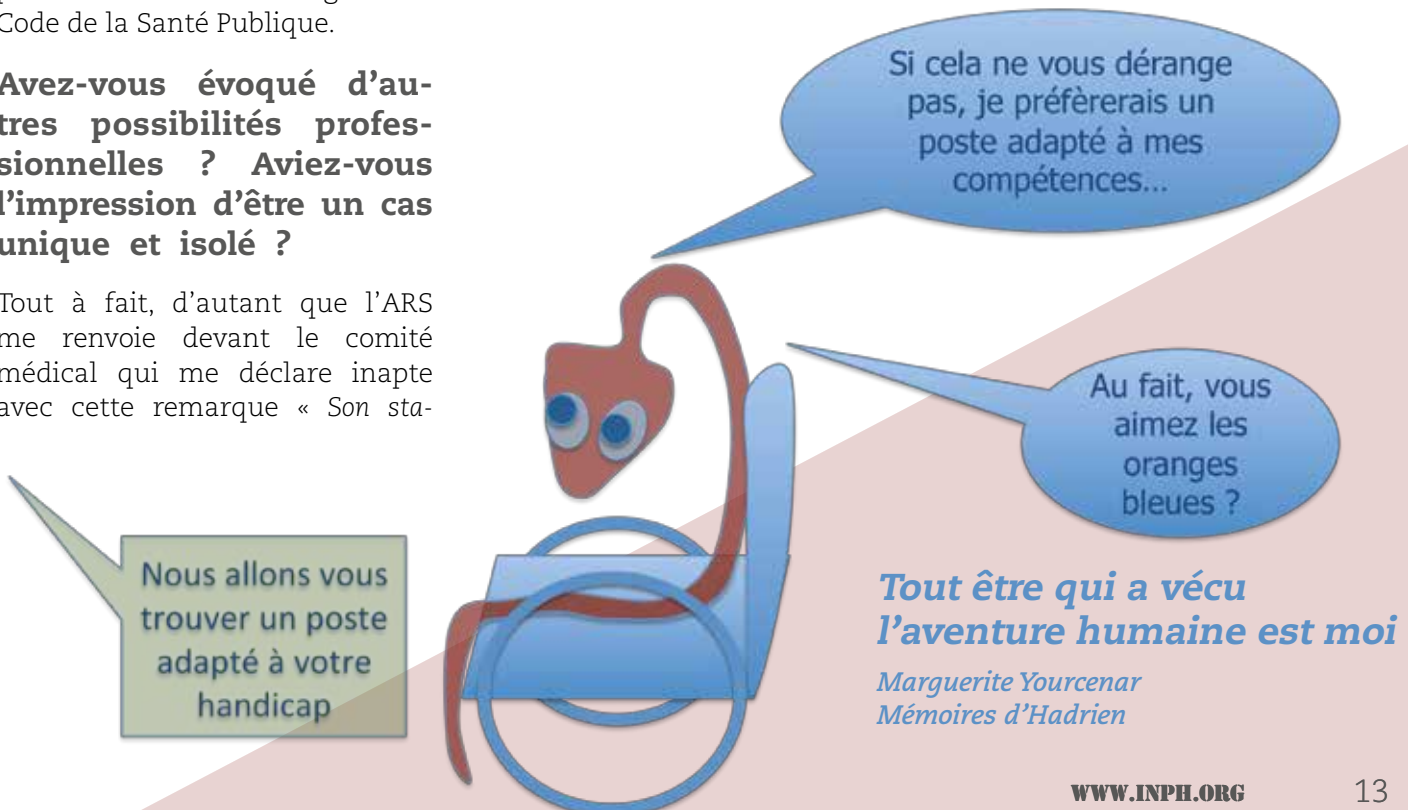 Code de la Santé Publique.
Avez-vous évoqué d'au-
tres possibilités profes-
sionnelles ? Aviez-vous
l'impression d'être un cas
unique et isolé ?
Tout à fait, d'autant que l'ARS
me renvoie devant le comité
médical qui me déclare inapte
avec cette remarque « Son sta-
Nous allons vous
trouver un poste
adapté à votre
handicap
Si cela ne vous dérange
pas, je préfèrerais un
poste adapté à mes
compétences...
Au fait, vous
aimez les
oranges
bleues ?
Tout être qui a vécu
l'aventure humaine est moi
Marguerite Yourcenar
Mémoires d'Hadrien
WWW.INPH.ORG
13